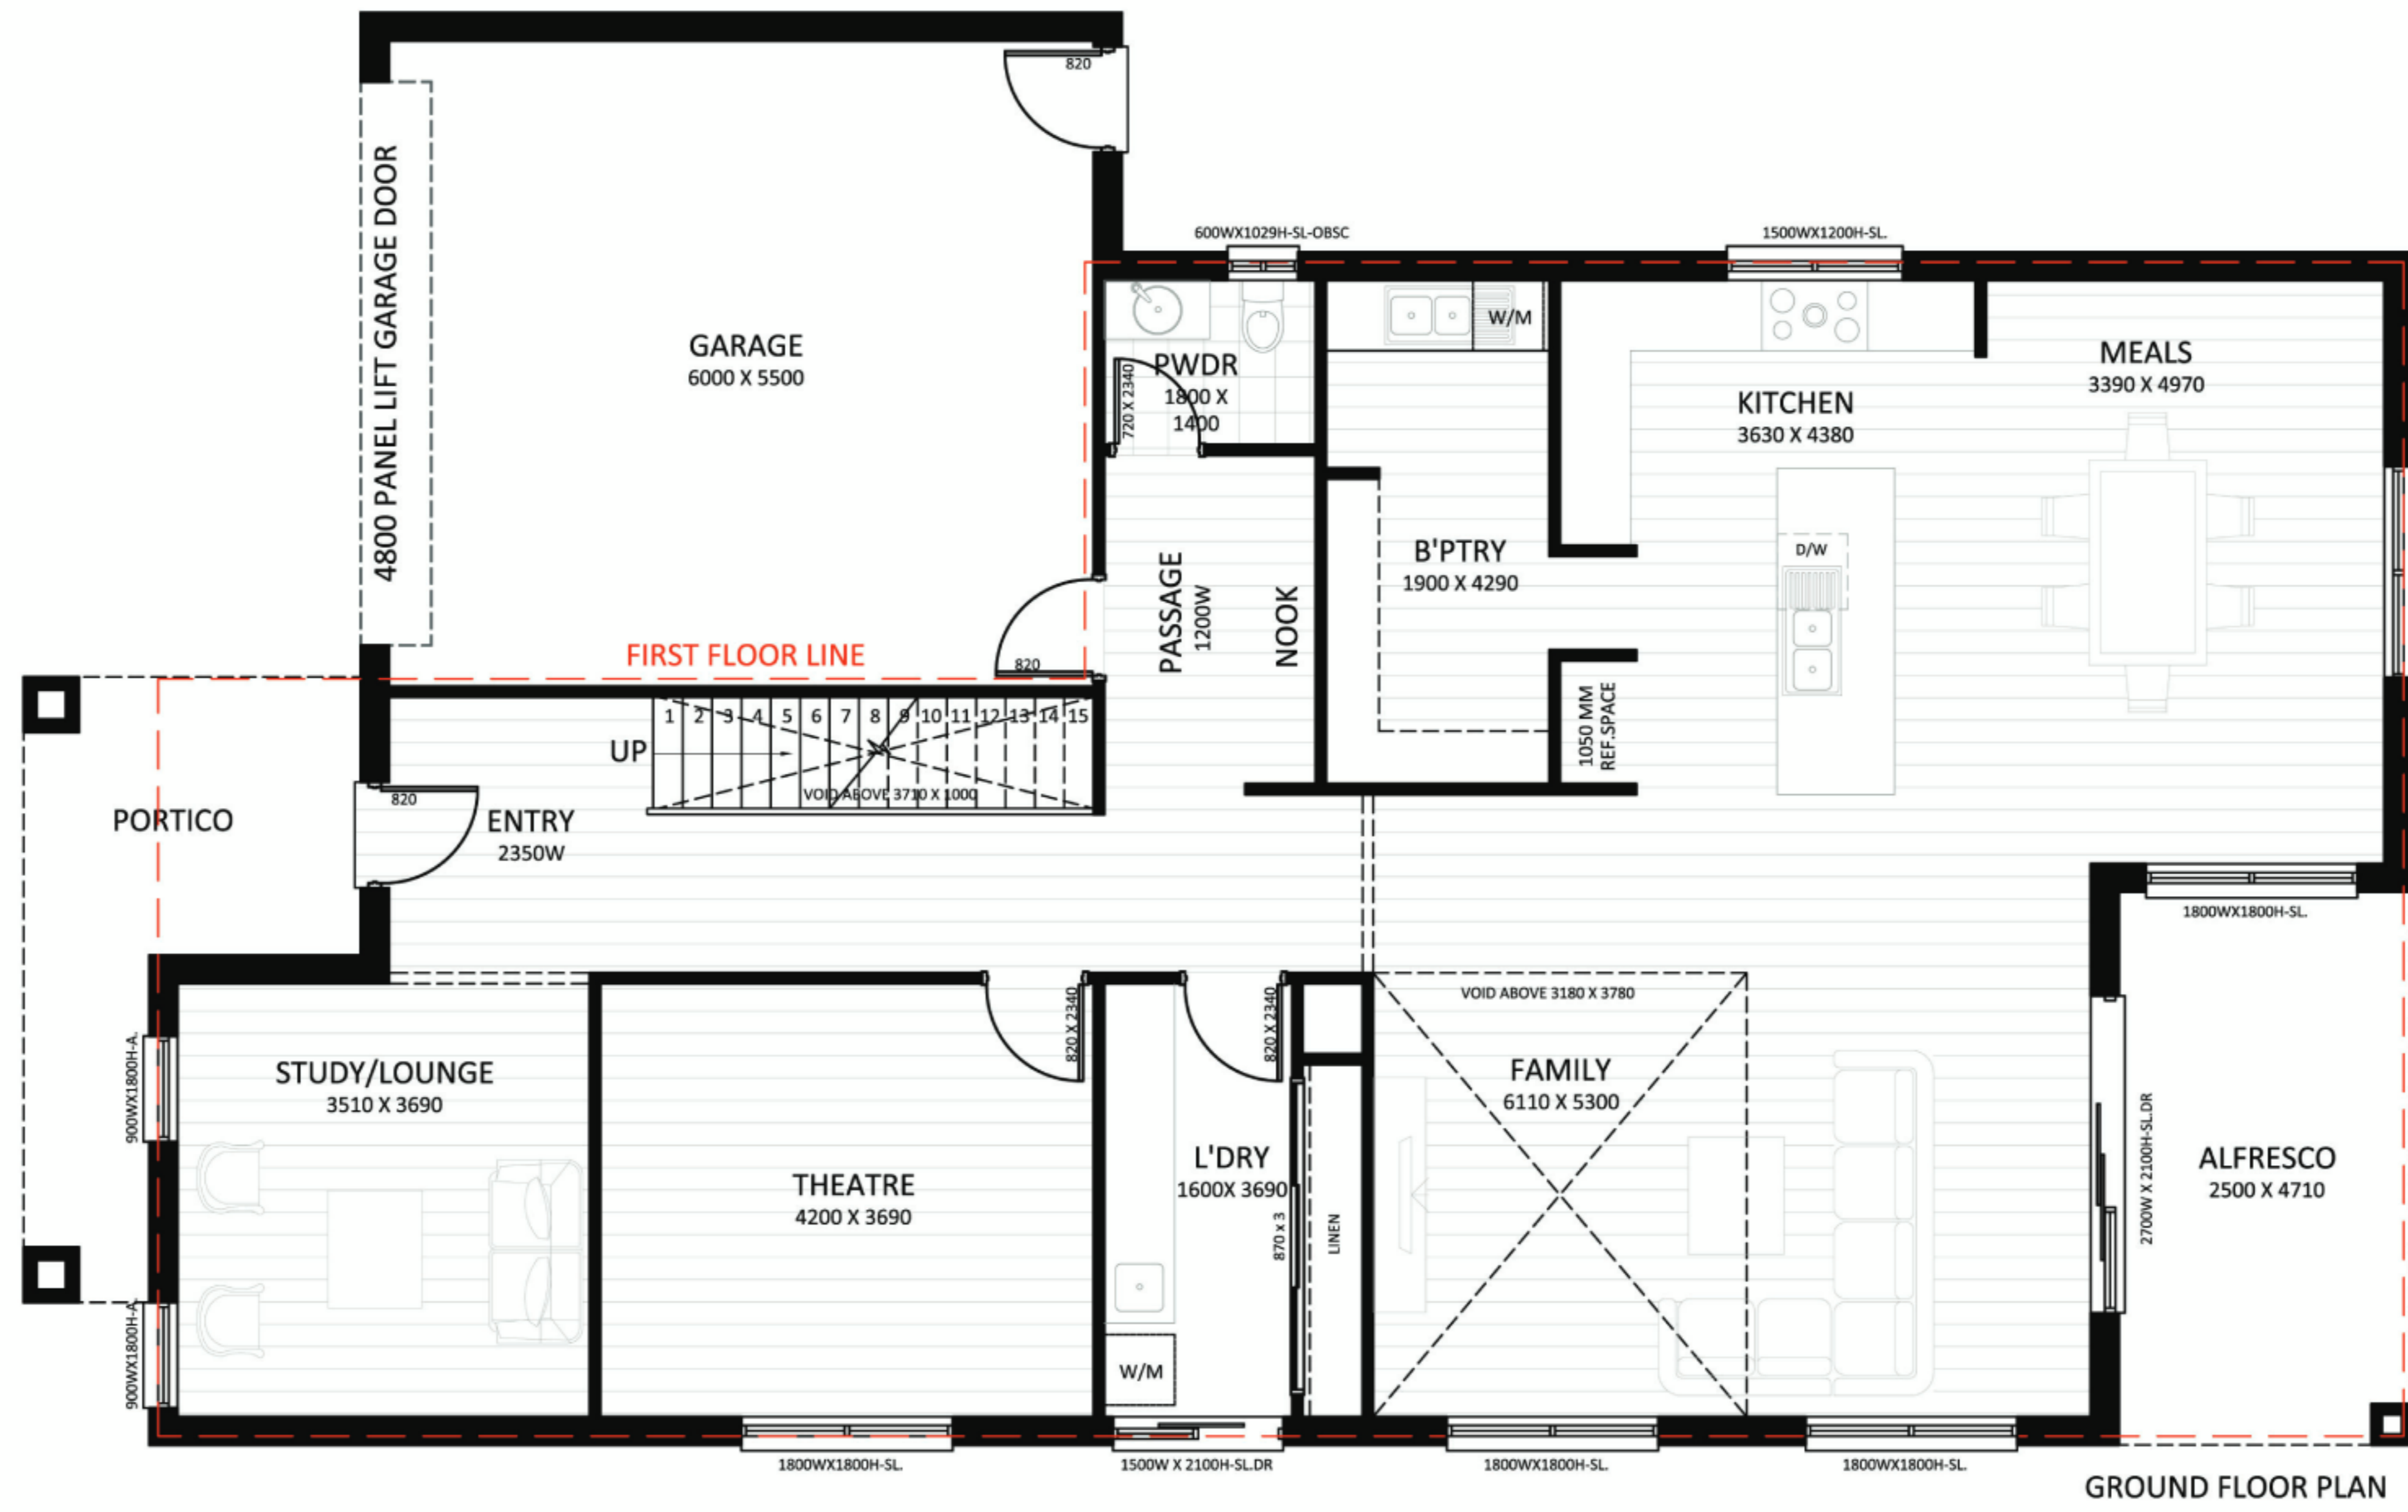 820
4800 PANEL LIFT GARAGE DOOR
GARAGE
6000 X 5500
FIRST FLOOR LINE
820
600WX1029H-SL-OBSC
1500WX1200H-SL.
PWDR
1800 X
1400
720 X 2340
W/M
KITCHEN
3630 X 4380
MEALS
3390 X 4970
B'PTRY
1900 X 4290
D/W
PASSAGE
1200W
NOOK
1050 MM
REF.SPACE
UP
1 2 3 4 5 6 7 8 9 10 11 12 13 14 15
VOID ABOVE 3710 X 1000
PORTICO
820
ENTRY
2350W
1800WX1800H-SL.
900WX1800H-A.
STUDY/LOUNGE
3510 X 3690
900WX1800H-A.
THEATRE
4200 X 3690
820 X 2340
820 X 2340
L'DRY
1600X 3690
870 x 3
LINEN
W/M
VOID ABOVE 3180 X 3780
FAMILY
6110 X 5300
2700W X 2100H-SL.DR
ALFRESCO
2500 X 4710
1800WX1800H-SL.
1500W X 2100H-SL.DR
1800WX1800H-SL.
1800WX1800H-SL.
GROUND FLOOR PLAN